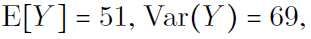 E[Y] = 51, Var(Y) = 69,